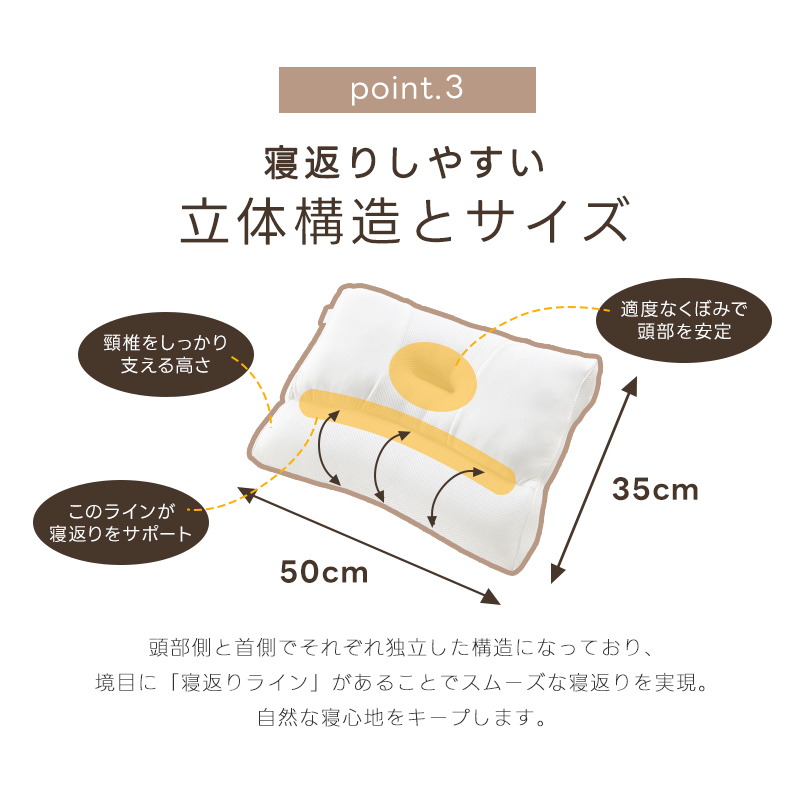 point.3
寝返りしやすい
立体構造とサイズ
適度なくぼみで
頭部を安定
頸椎をしっかり
支える高さ
35cm
このラインが
寝返りをサポート
50cm
頭部側と首側でそれぞれ独立した構造になっており、
境目に「寝返りライン」があることでスムーズな寝返りを実現。
自然な寝心地をキープします。